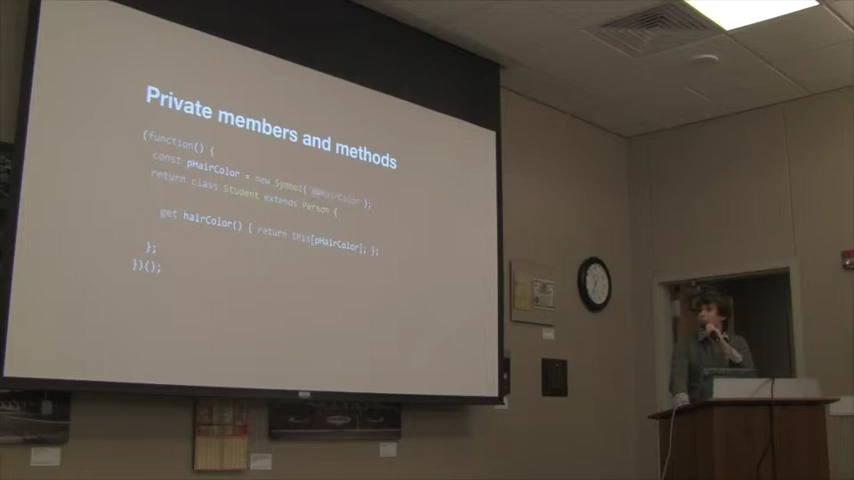 Private members and methods
(function() {
const pHairColor = new Symbol('@@HairColor');
return class Student extends Person {
get hairColor() { return this[pHairColor]; };
};
})();